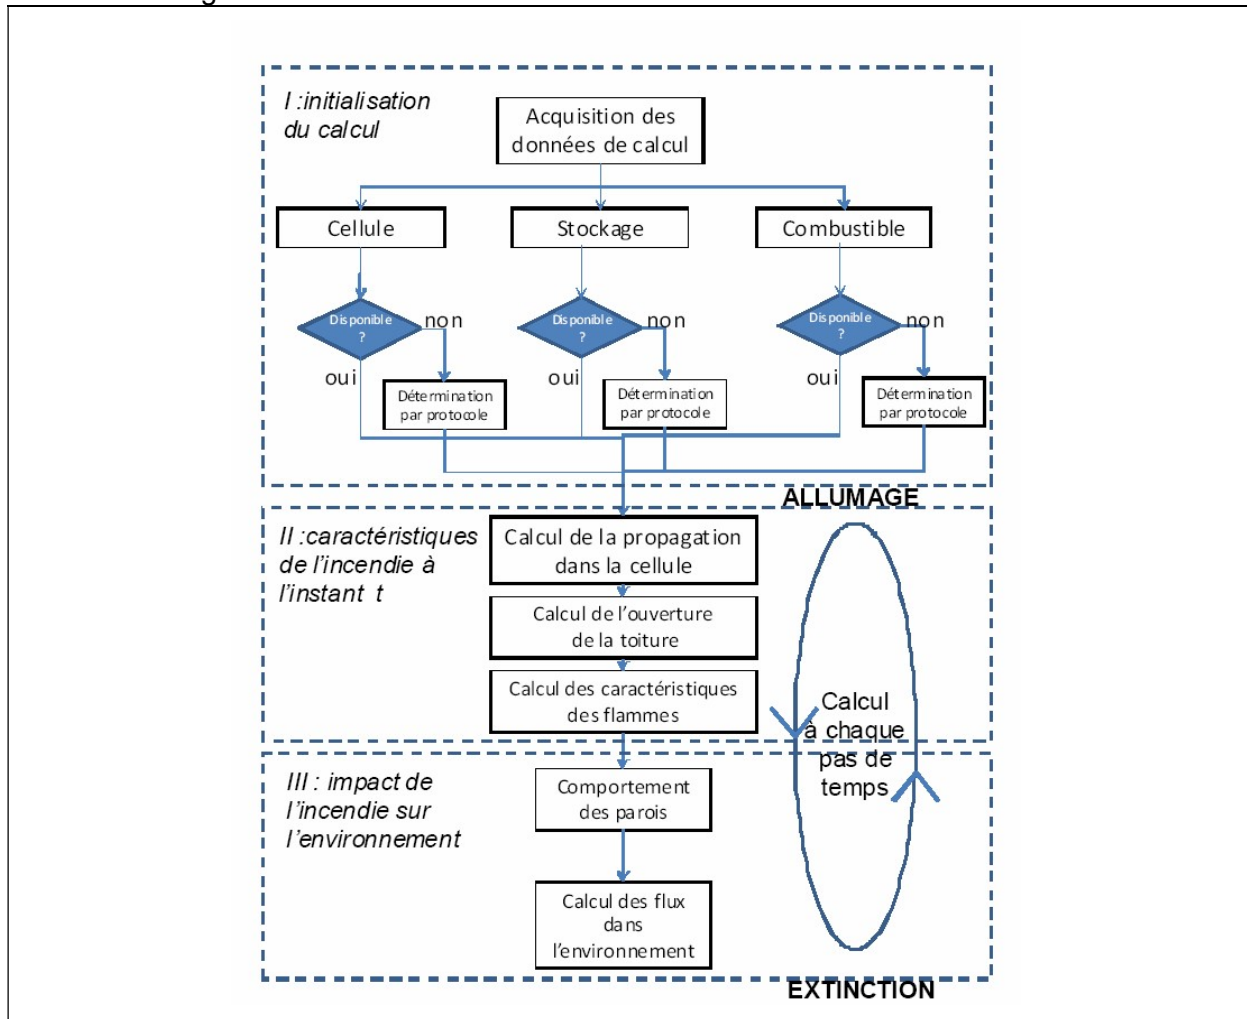 I :initialisation
du calcul
Acquisition des
données de calcul
Cellule
Stockage
Combustible
Disponible
?
non
oui
Détermination
par protocole
Disponible
?
non
oui
Détermination
par protocole
Disponible
?
non
oui
Détermination
par protocole
ALLUMAGE
II :caractéristiques
de l'incendie à
l'instant t
Calcul de la propagation
dans la cellule
Calcul de l'ouverture
de la toiture
Calcul des caractéristiques
des flammes
Calcul
à chaque
pas de
temps
III : impact de
l'incendie sur
l'environnement
Comportement
des parois
Calcul des flux
dans
l'environnement
EXTINCTION